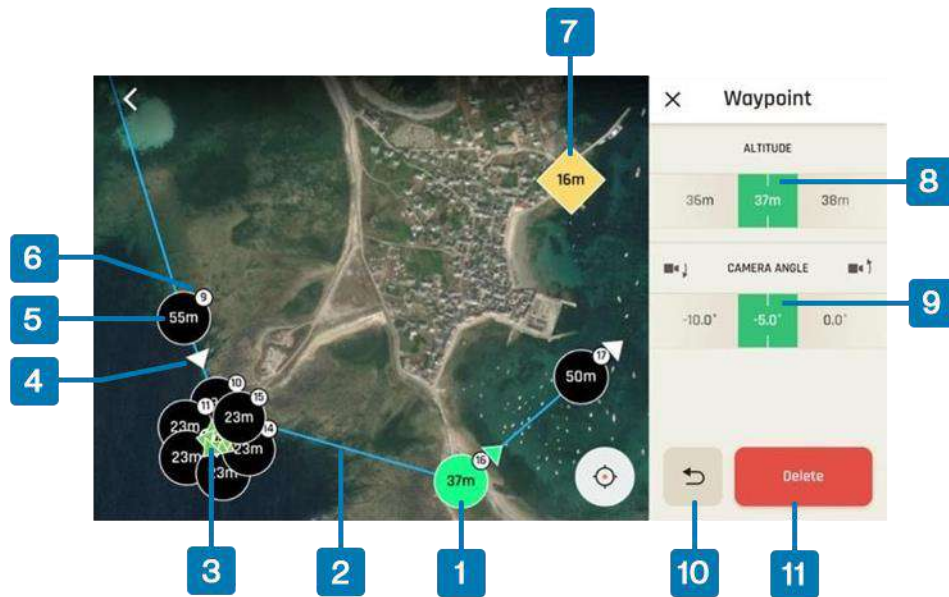 7
Waypoint
ALTITUDE
16m
36m
37m
38m
8
6
9
CAMERA ANGLE
5
55m
-10.0°
-5.0°
0.0°
9
4
17
50m
10
15
11
23m
23m
14
23m
23m
23m
16
37m
Delete
3
2
1
10
11